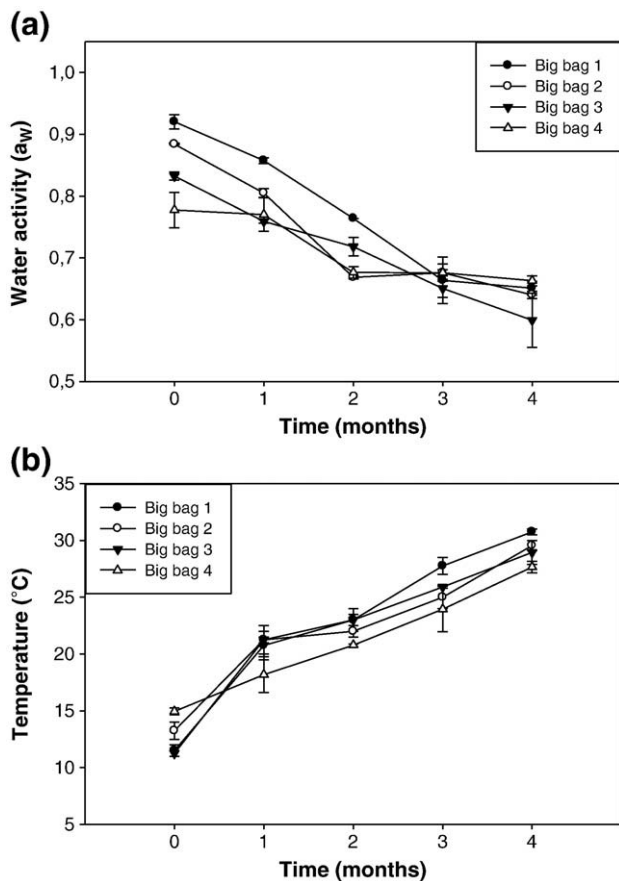 (a)
1,0
0,9
0,8
0,7
0,6
0,5
Water activity (aw)
Big bag 1
Big bag 2
Big bag 3
Big bag 4
0 1 2 3 4
Time (months)
(b)
35
30
25
20
15
10
5
Temperature (°C)
Big bag 1
Big bag 2
Big bag 3
Big bag 4
0 1 2 3 4
Time (months)